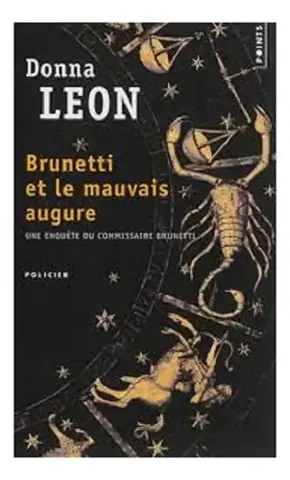 POINTS
Donna
LEON
Brunetti
et le mauvais
augure
UNE ENQUÊTE DU COMMISSAIRE BRUNETTI
POLICIER